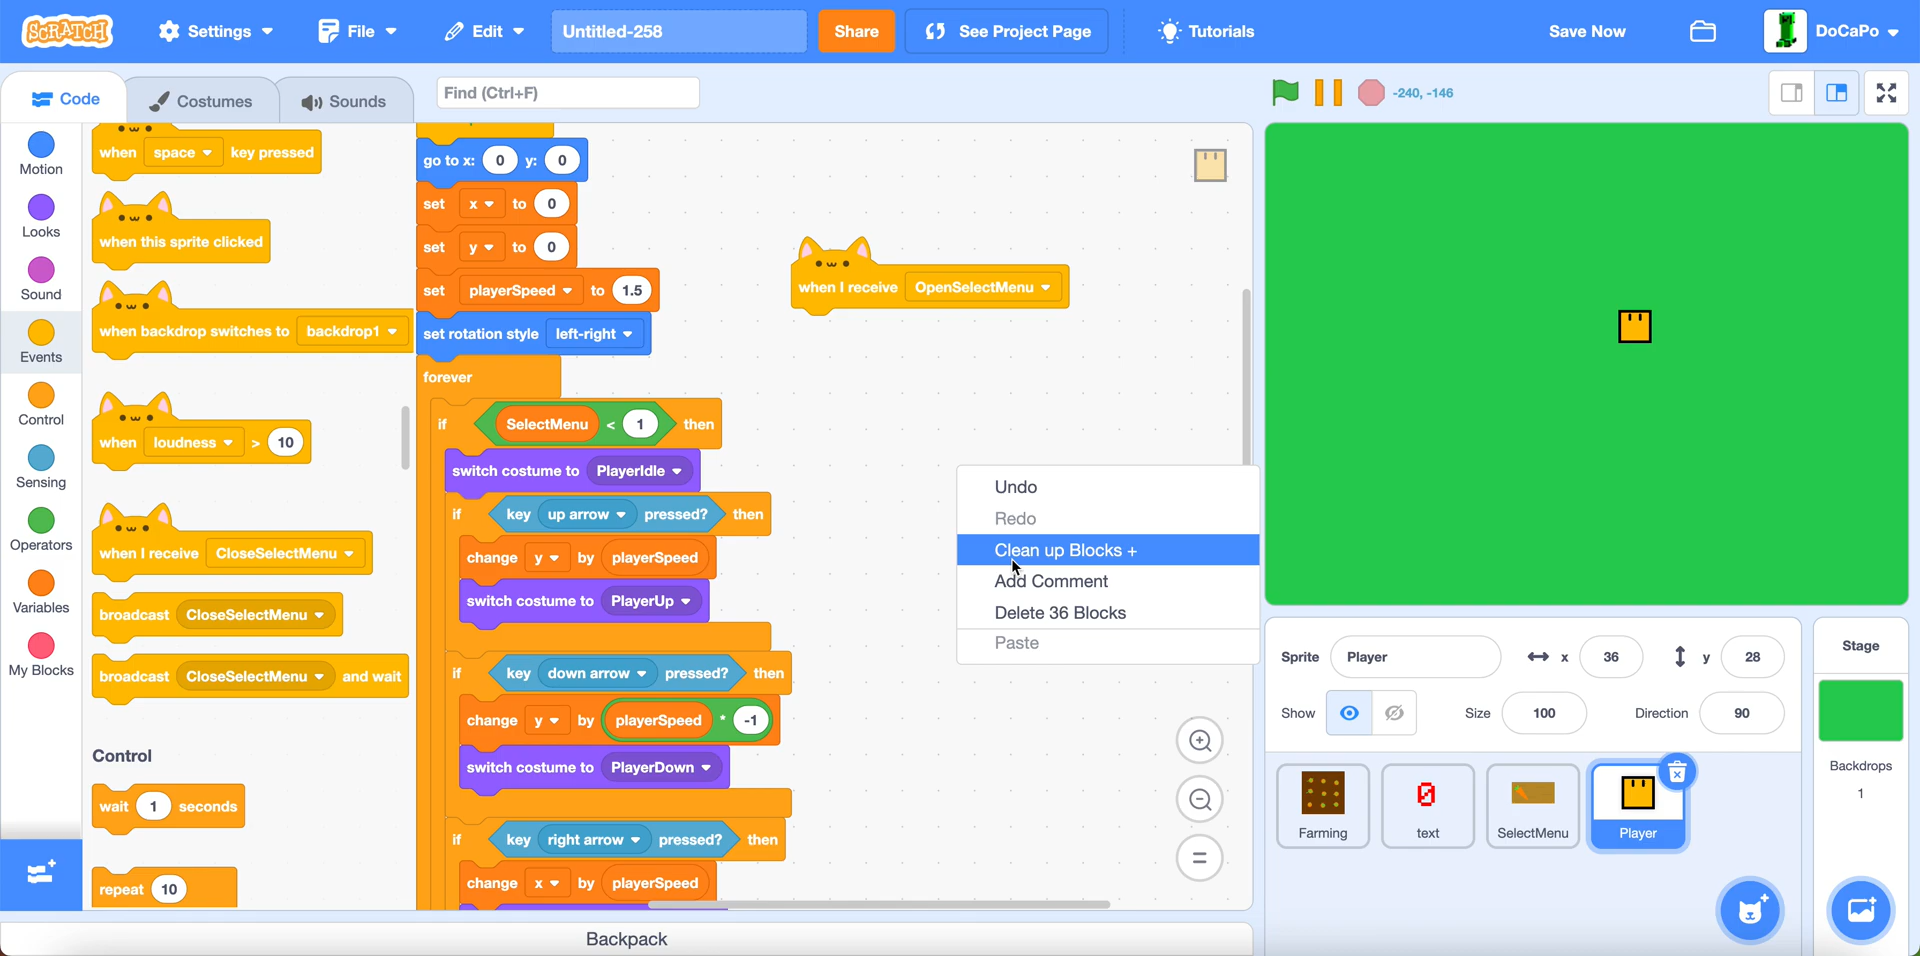 SCRATCH
Settings
File
Edit
Untitled-258
Share
See Project Page
Tutorials
Save Now
DoCaPo
Code
Costumes
Sounds
Find (Ctrl+F)
-240, -146
Motion
Looks
Sound
Events
Control
Sensing
Operators
Variables
My Blocks
when space key pressed
when this sprite clicked
when backdrop switches to backdrop1
when loudness > 10
when I receive CloseSelectMenu
broadcast CloseSelectMenu
broadcast CloseSelectMenu and wait
Control
wait 1 seconds
repeat 10
go to x: 0 y: 0
set x to 0
set y to 0
set playerSpeed to 1.5
set rotation style left-right
forever
if SelectMenu < 1 then
switch costume to PlayerIdle
if key up arrow pressed? then
change y by playerSpeed
switch costume to PlayerUp
if key down arrow pressed? then
change y by playerSpeed * -1
switch costume to PlayerDown
if key right arrow pressed? then
change x by playerSpeed
when I receive OpenSelectMenu
Undo
Redo
Clean up Blocks +
Add Comment
Delete 36 Blocks
Paste
Backpack
Sprite Player x 36 y 28
Show Size 100 Direction 90
Farming
0
text
SelectMenu
Player
Stage
Backdrops
1